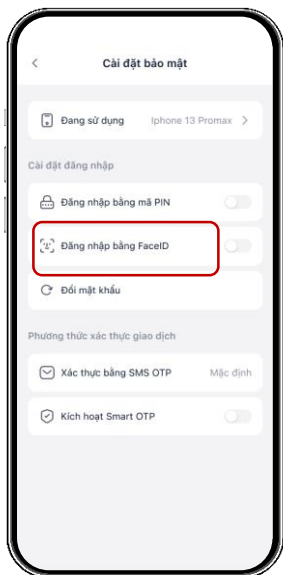 Cài đặt bảo mật
Đang sử dụng Iphone 13 Promax
Cài đặt đăng nhập
Đăng nhập bằng mã PIN
Đăng nhập bằng FaceID
Đổi mật khẩu
Phương thức xác thực giao dịch
Xác thực bằng SMS OTP Mặc định
Kích hoạt Smart OTP